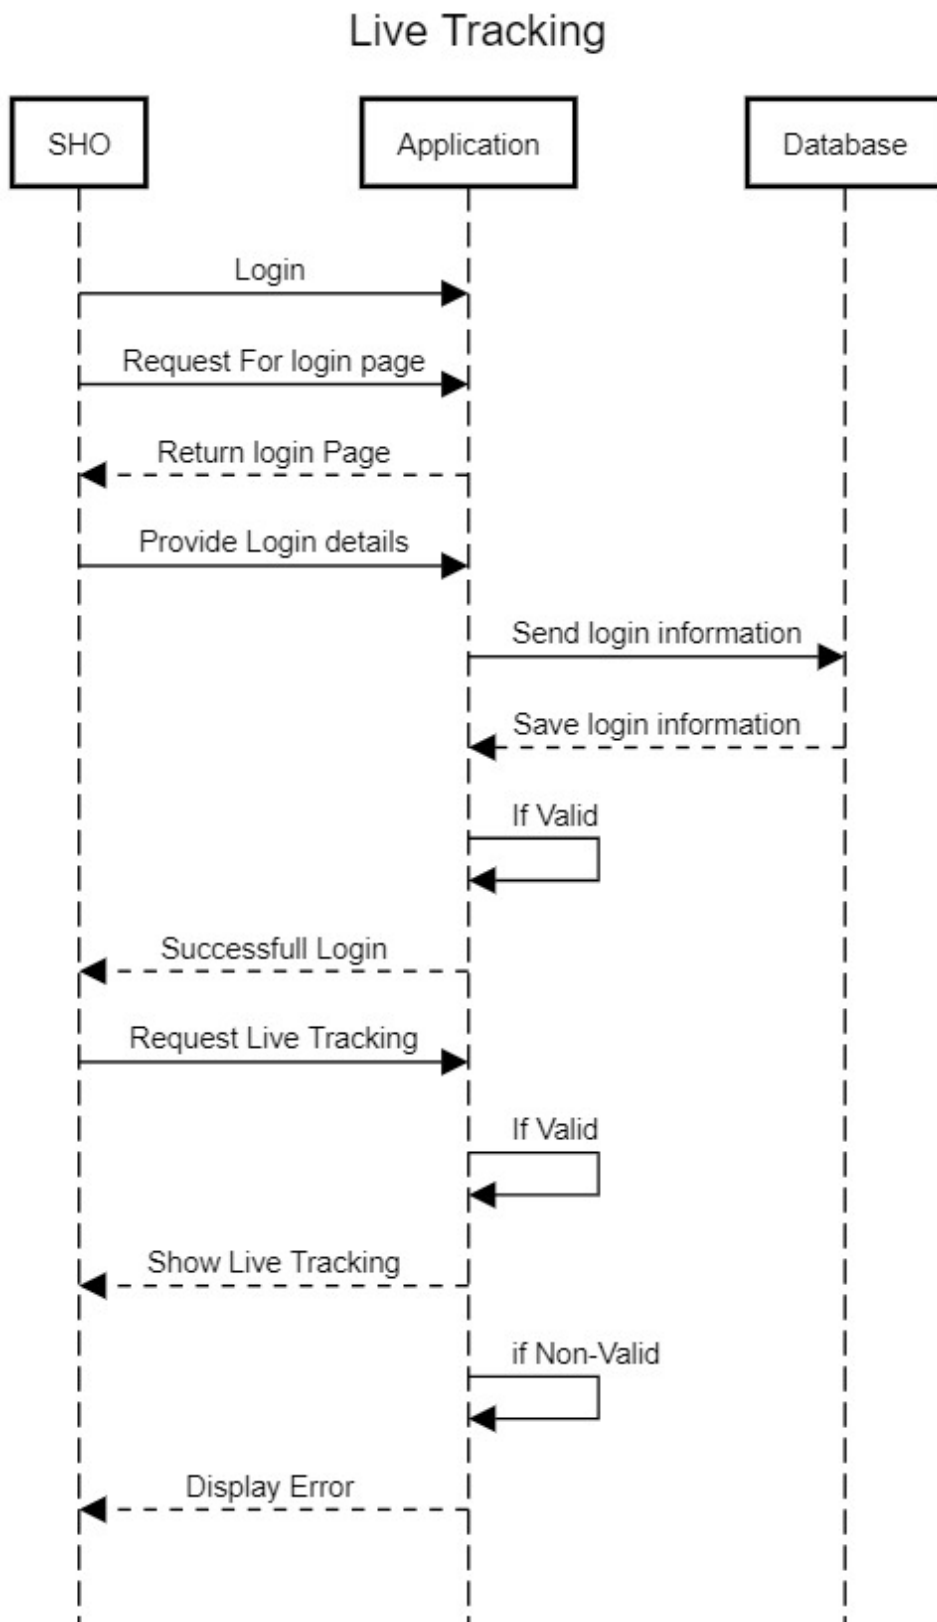 Live Tracking
SHO
Application
Database
Login
Request For login page
Return login Page
Provide Login details
Send login information
Save login information
If Valid
Successfull Login
Request Live Tracking
If Valid
Show Live Tracking
if Non-Valid
Display Error